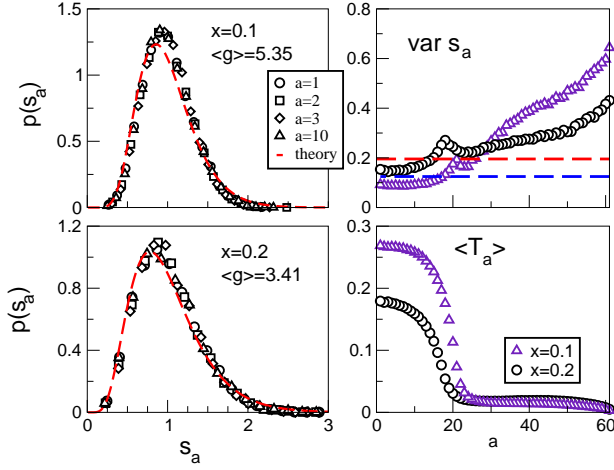 1.5
1
0.5
0
p(s_a)
x=0.1
<g>=5.35
a=1
a=2
a=3
a=10
theory
0.8
0.6
0.4
0.2
0
var s_a
1.2
0.8
0.4
0
p(s_a)
x=0.2
<g>=3.41
0 1 2 3
s_a
0.3
0.2
0.1
0
<T_a>
x=0.1
x=0.2
0 20 40 60
a